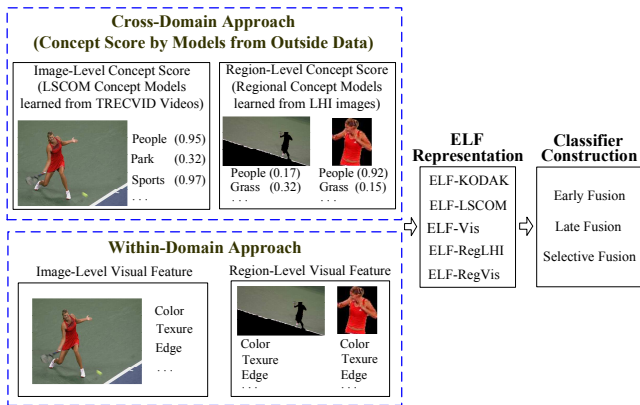 Cross-Domain Approach
(Concept Score by Models from Outside Data)
Image-Level Concept Score
(LSCOM Concept Models
learned from TRECVID Videos)
People (0.95)
Park (0.32)
Sports (0.97)
. . .
Region-Level Concept Score
(Regional Concept Models
learned from LHI images)
People (0.17) People (0.92)
Grass (0.32) Grass (0.15)
. . . . . .
Within-Domain Approach
Image-Level Visual Feature
Color
Texure
Edge
. . .
Region-Level Visual Feature
Color Color
Texure Texure
Edge Edge
. . . . . .
ELF
Representation
ELF-KODAK
ELF-LSCOM
ELF-Vis
ELF-RegLHI
ELF-RegVis
Classifier
Construction
Early Fusion
Late Fusion
Selective Fusion